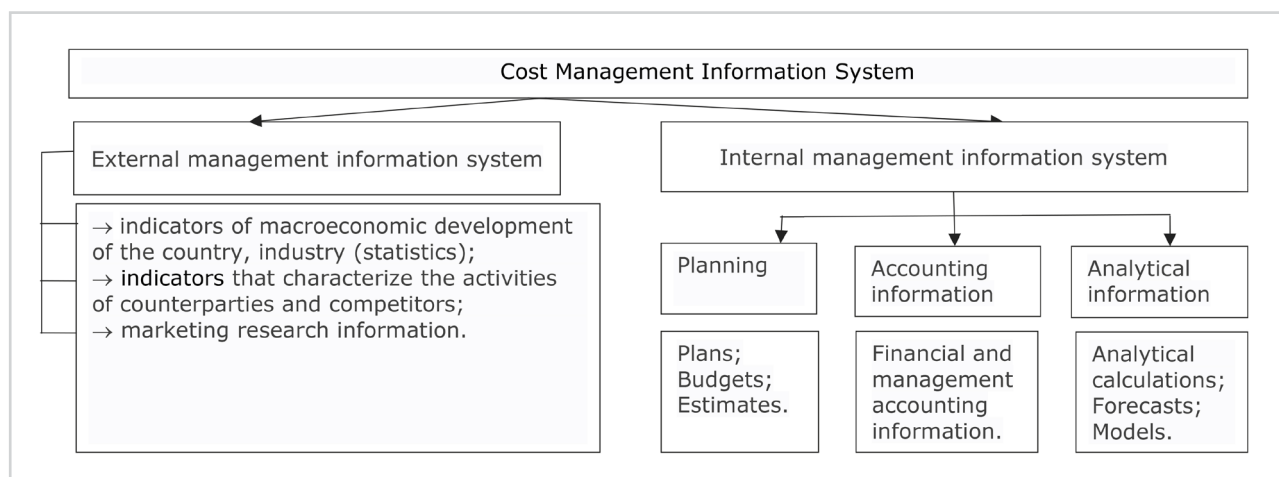 Cost Management Information System
External management information system
→ indicators of macroeconomic development
of the country, industry (statistics);
→ indicators that characterize the activities
of counterparties and competitors;
→ marketing research information.
Internal management information system
Planning
Plans;
Budgets;
Estimates.
Accounting
information
Financial and
management
accounting
information.
Analytical
information
Analytical
calculations;
Forecasts;
Models.